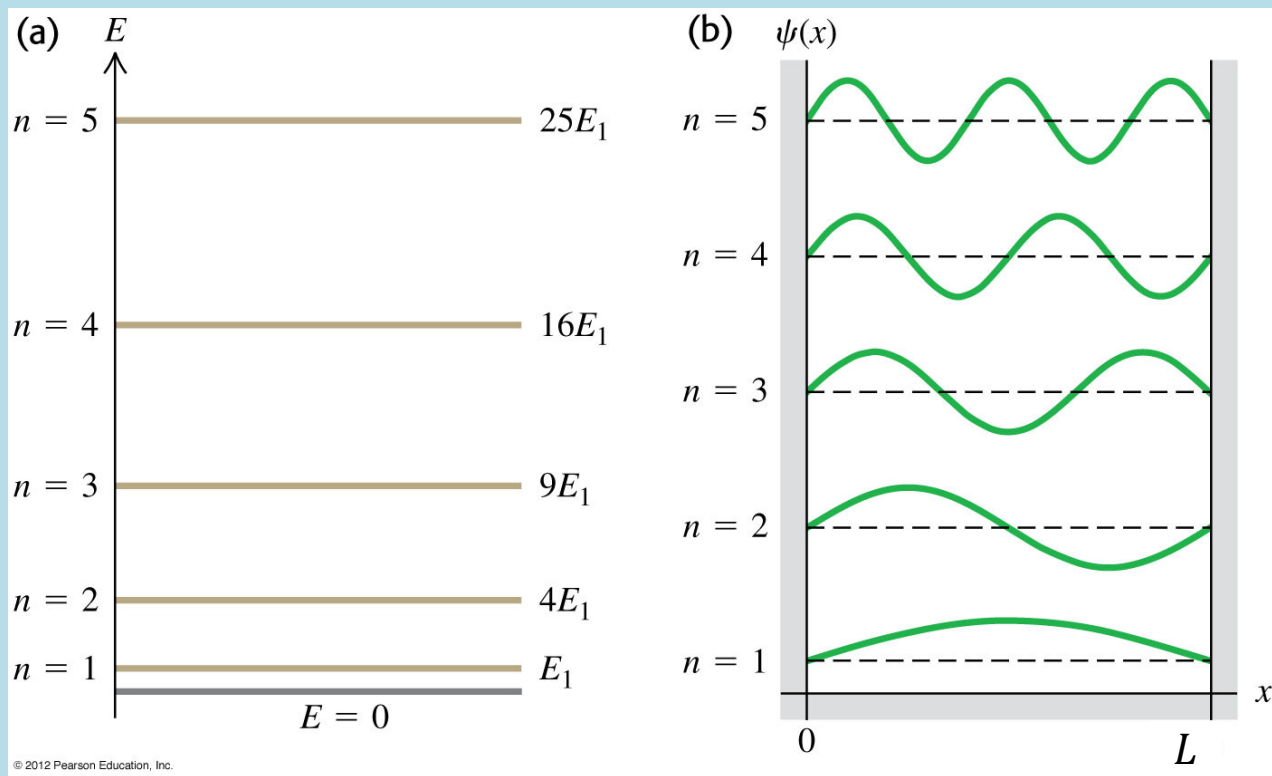 (a)
E
n = 5 25E₁
n = 4 16E₁
n = 3 9E₁
n = 2 4E₁
n = 1 E₁
E = 0
(b)
ψ(x)
n = 5
n = 4
n = 3
n = 2
n = 1
x
0 L
© 2012 Pearson Education, Inc.